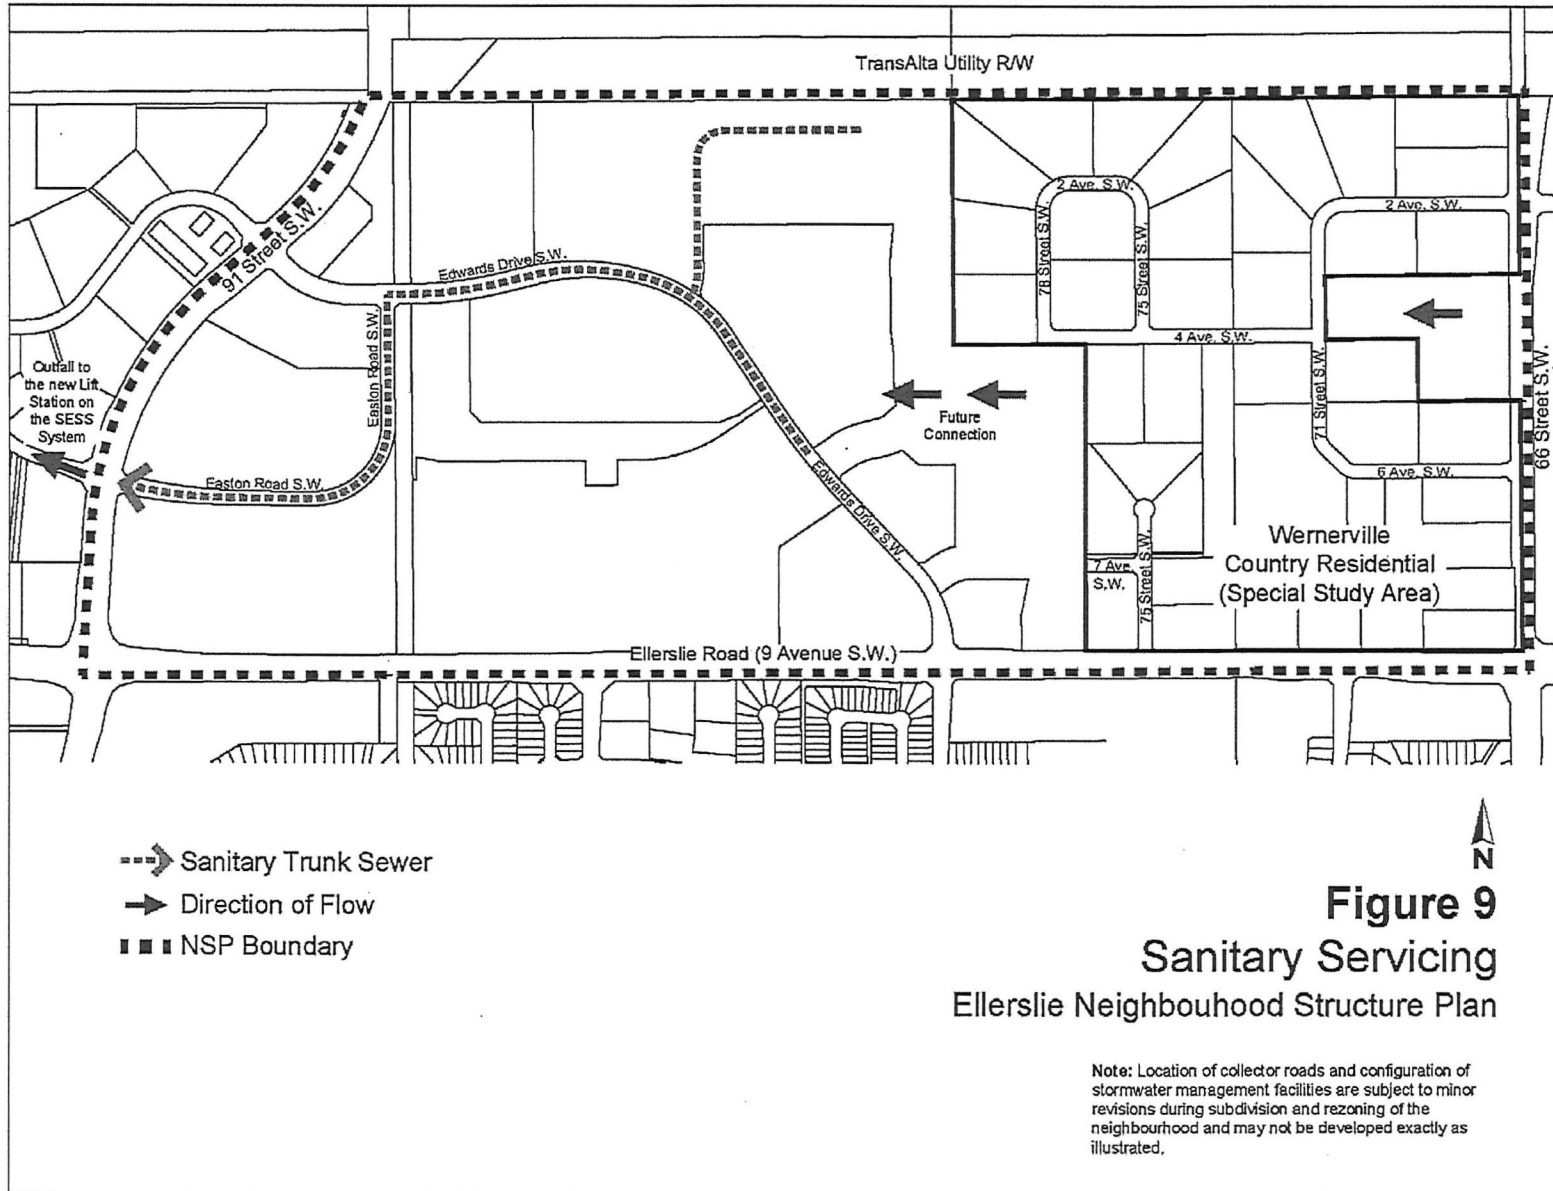 TransAlta Utility R/W
2 Ave. S.W.
2 Ave. S.W.
91 Street S.W.
Edwards Drive S.W.
78 Street S.W.
75 Street S.W.
4 Ave. S.W.
Easton Road S.W.
Outfall to
the new Lift
Station on
the SESS
System
Future
Connection
71 Street S.W.
66 Street S.W.
Easton Road S.W.
Edwards Drive S.W.
6 Ave. S.W.
Wernerville
Country Residential
(Special Study Area)
7 Ave.
S.W.
75 Street S.W.
Ellerslie Road (9 Avenue S.W.)
Sanitary Trunk Sewer
Direction of Flow
NSP Boundary
N
Figure 9
Sanitary Servicing
Ellerslie Neighbouhood Structure Plan
Note: Location of collector roads and configuration of
stormwater management facilities are subject to minor
revisions during subdivision and rezoning of the
neighbourhood and may not be developed exactly as
illustrated.